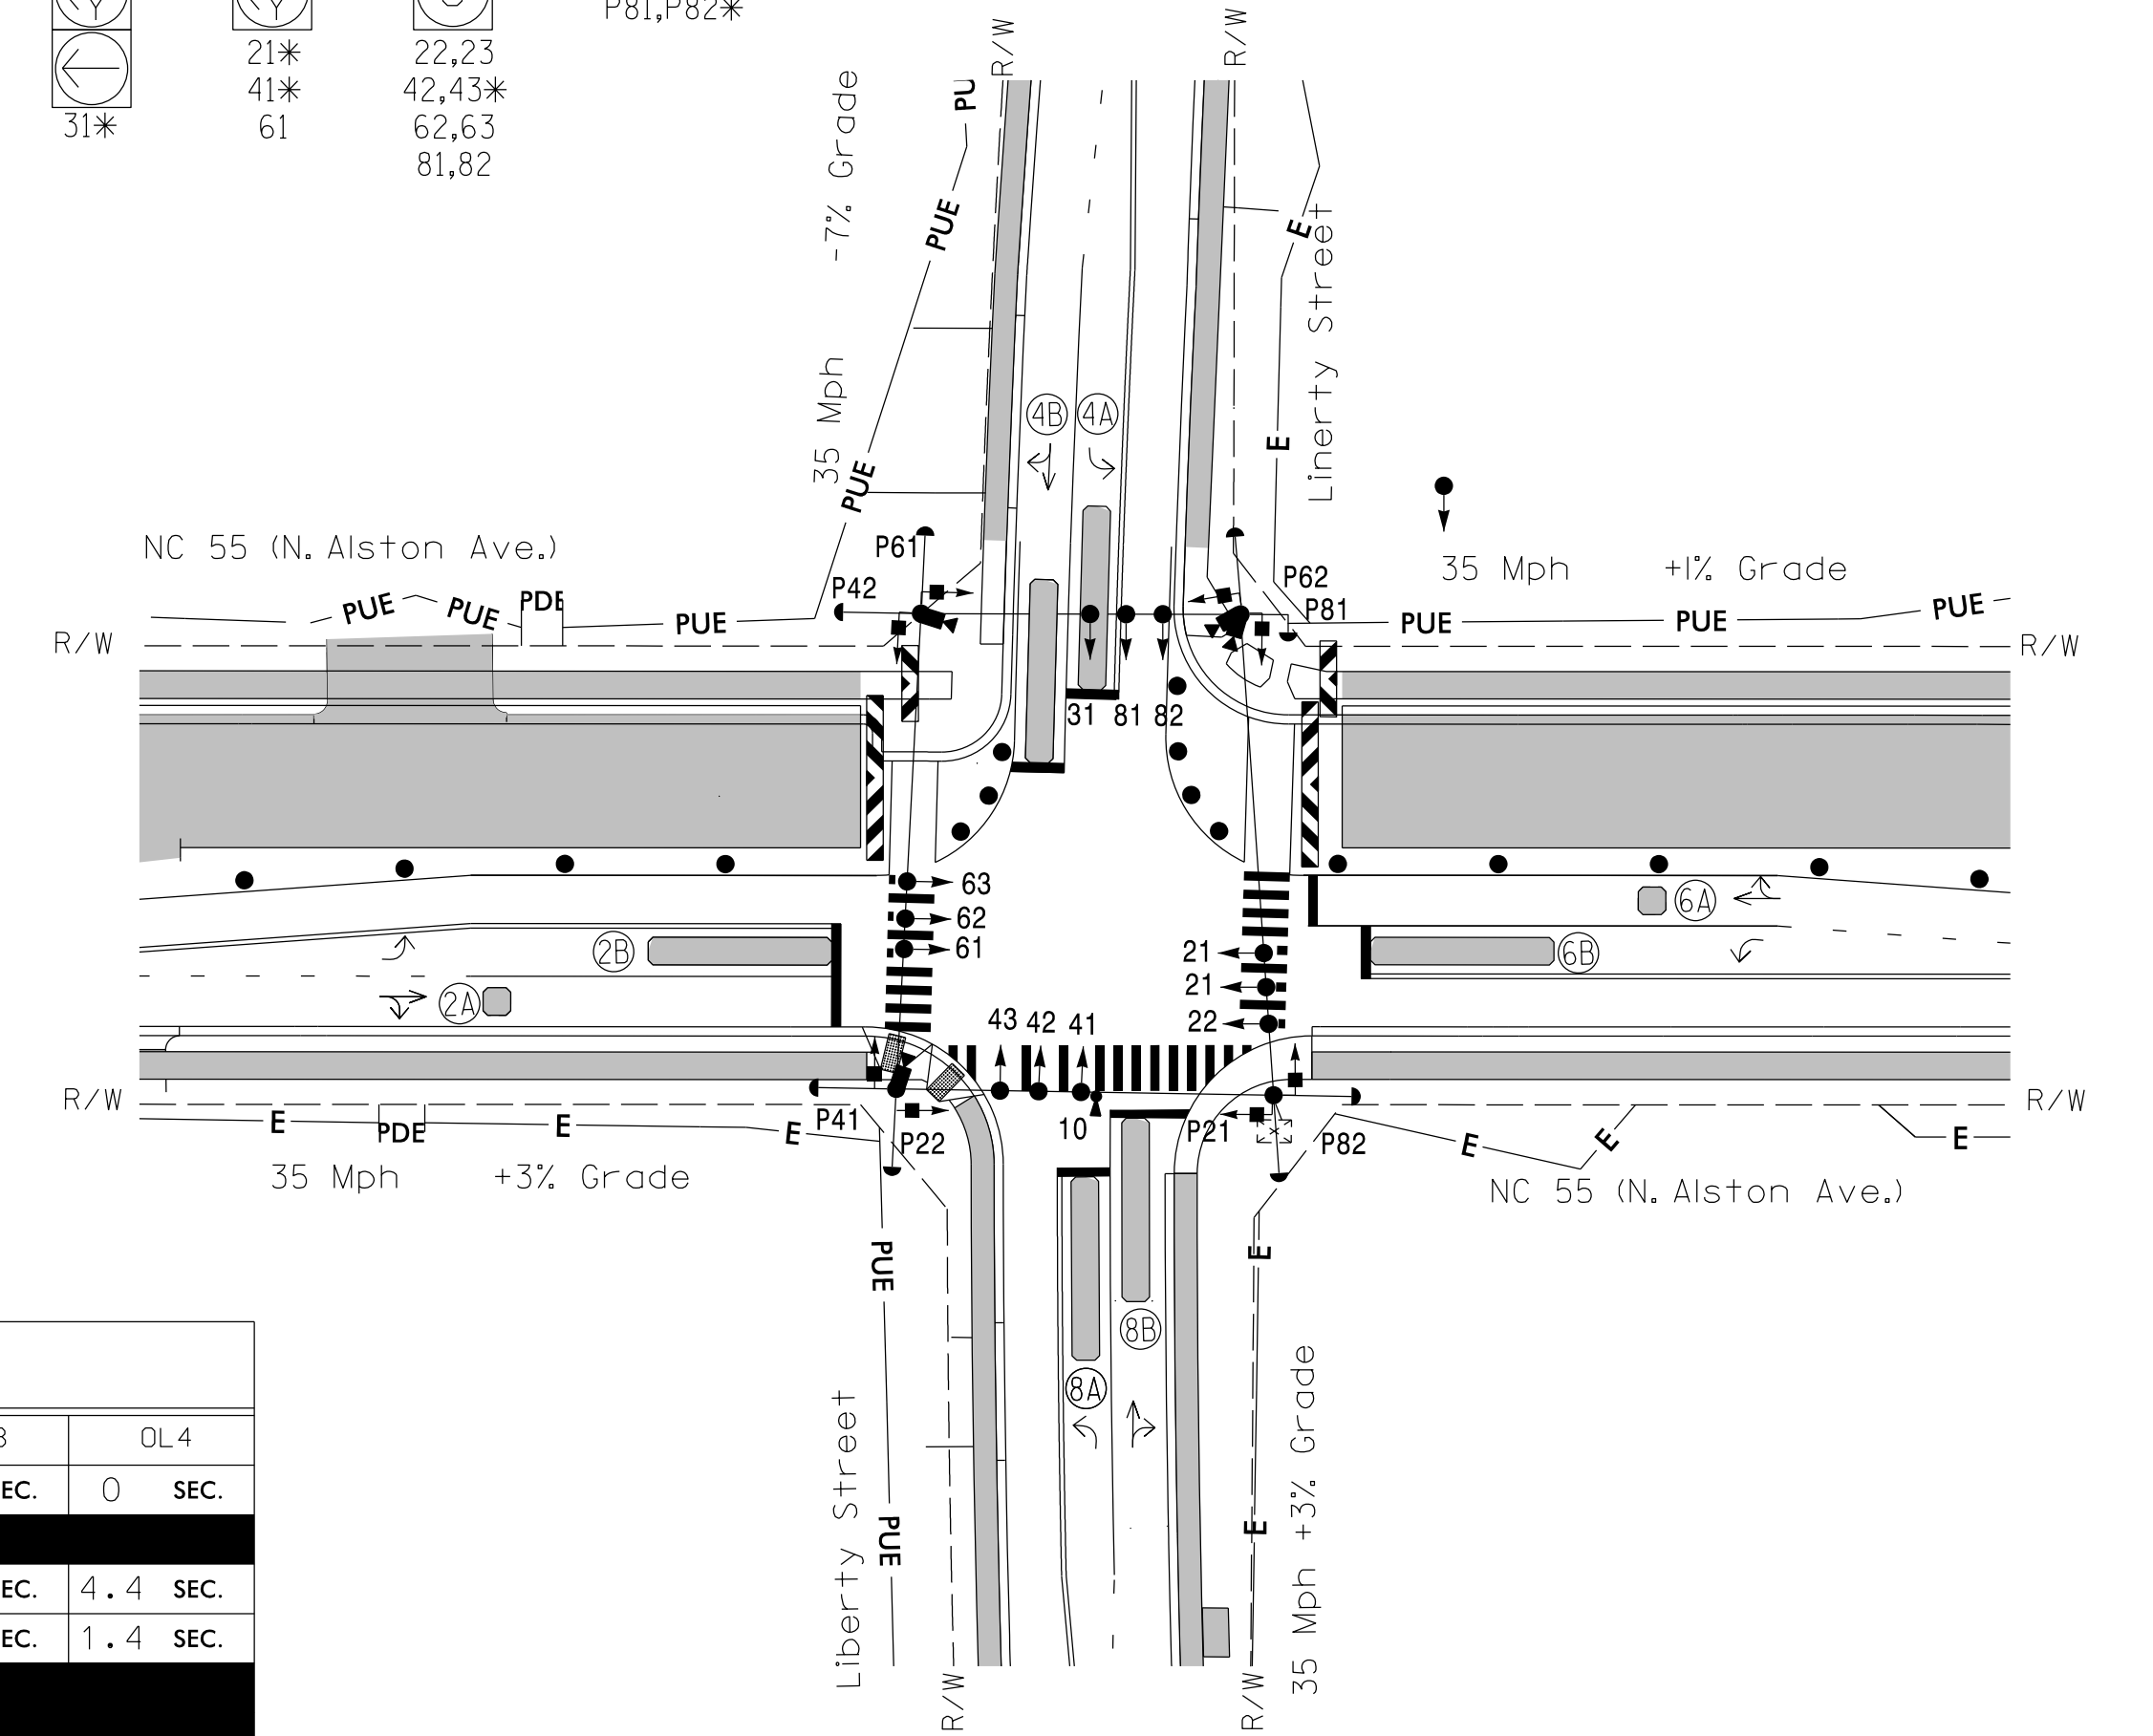 Y
Y
P81,P82*
21*
22,23
41*
42,43*
31*
61
62,63
81,82
R/W
R/W
PU
-7% Grade
PUE
E
Linerty Street
35 Mph
4B
4A
E
PUE
NC 55 (N. Alston Ave.)
P61
35 Mph +1% Grade
P42
P62
P81
PUE
PUE
PDE
PUE
PUE
PUE
PUE
R/W
R/W
31 81 82
63
62
61
2B
2A
6A
6B
21
21
22
43 42 41
R/W
P41
10
P21
P22
P82
R/W
E
PDE
E
E
E
E
E
35 Mph +3% Grade
NC 55 (N. Alston Ave.)
PUE
E
8B
8A
Liberty Street
35 Mph +3% Grade
PUE
E
R/W
R/W
3
OL4
EC.
0 SEC.
EC.
4.4 SEC.
EC.
1.4 SEC.